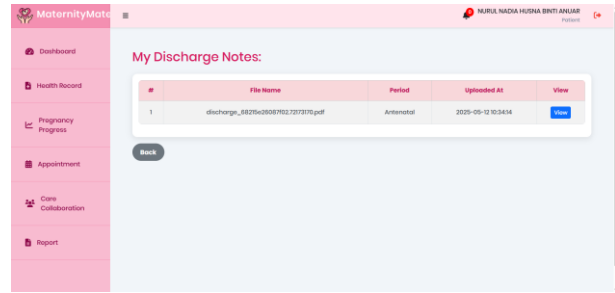 MaternityMate
NURUL NADIA HUSNA BINTI ANUAR
Patient
Dashboard
Health Record
Pregnancy
Progress
Appointment
Care
Collaboration
Report
My Discharge Notes:
# File Name Period Uploaded At View
1 discharge_68215e26087f92.72173170.pdf Antenatal 2025-05-12 10:34:14 View
Back